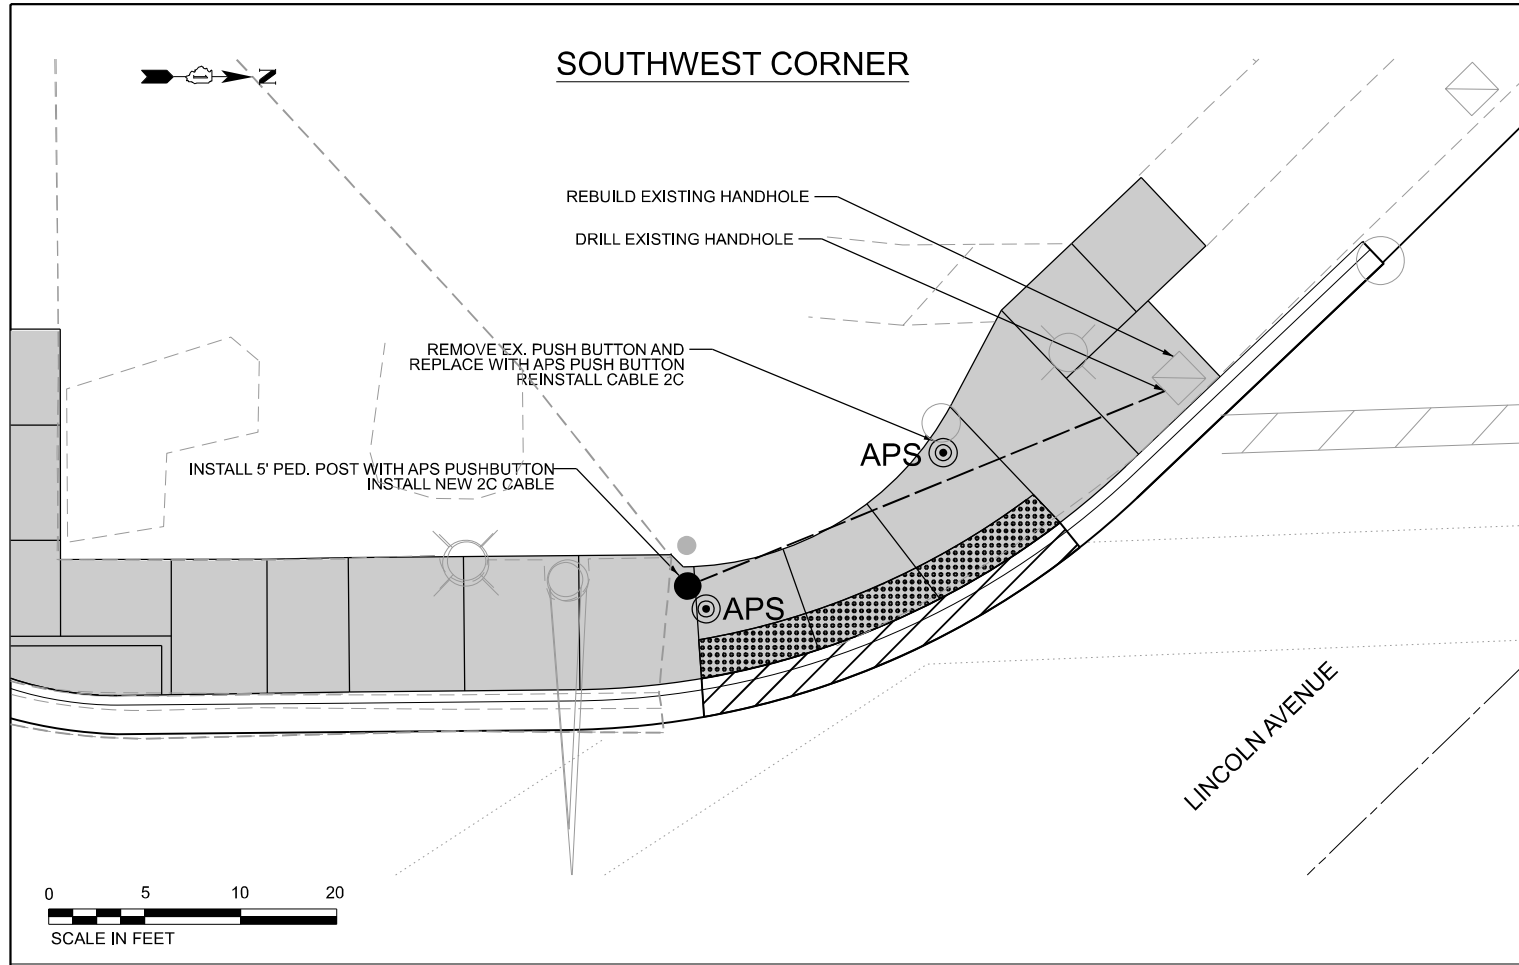 SOUTHWEST CORNER
N
REBUILD EXISTING HANDHOLE
DRILL EXISTING HANDHOLE
REMOVE EX. PUSH BUTTON AND
REPLACE WITH APS PUSH BUTTON
REINSTALL CABLE 2C
APS
INSTALL 5' PED. POST WITH APS PUSHBUTTON
INSTALL NEW 2C CABLE
APS
LINCOLN AVENUE
0 5 10 20
SCALE IN FEET